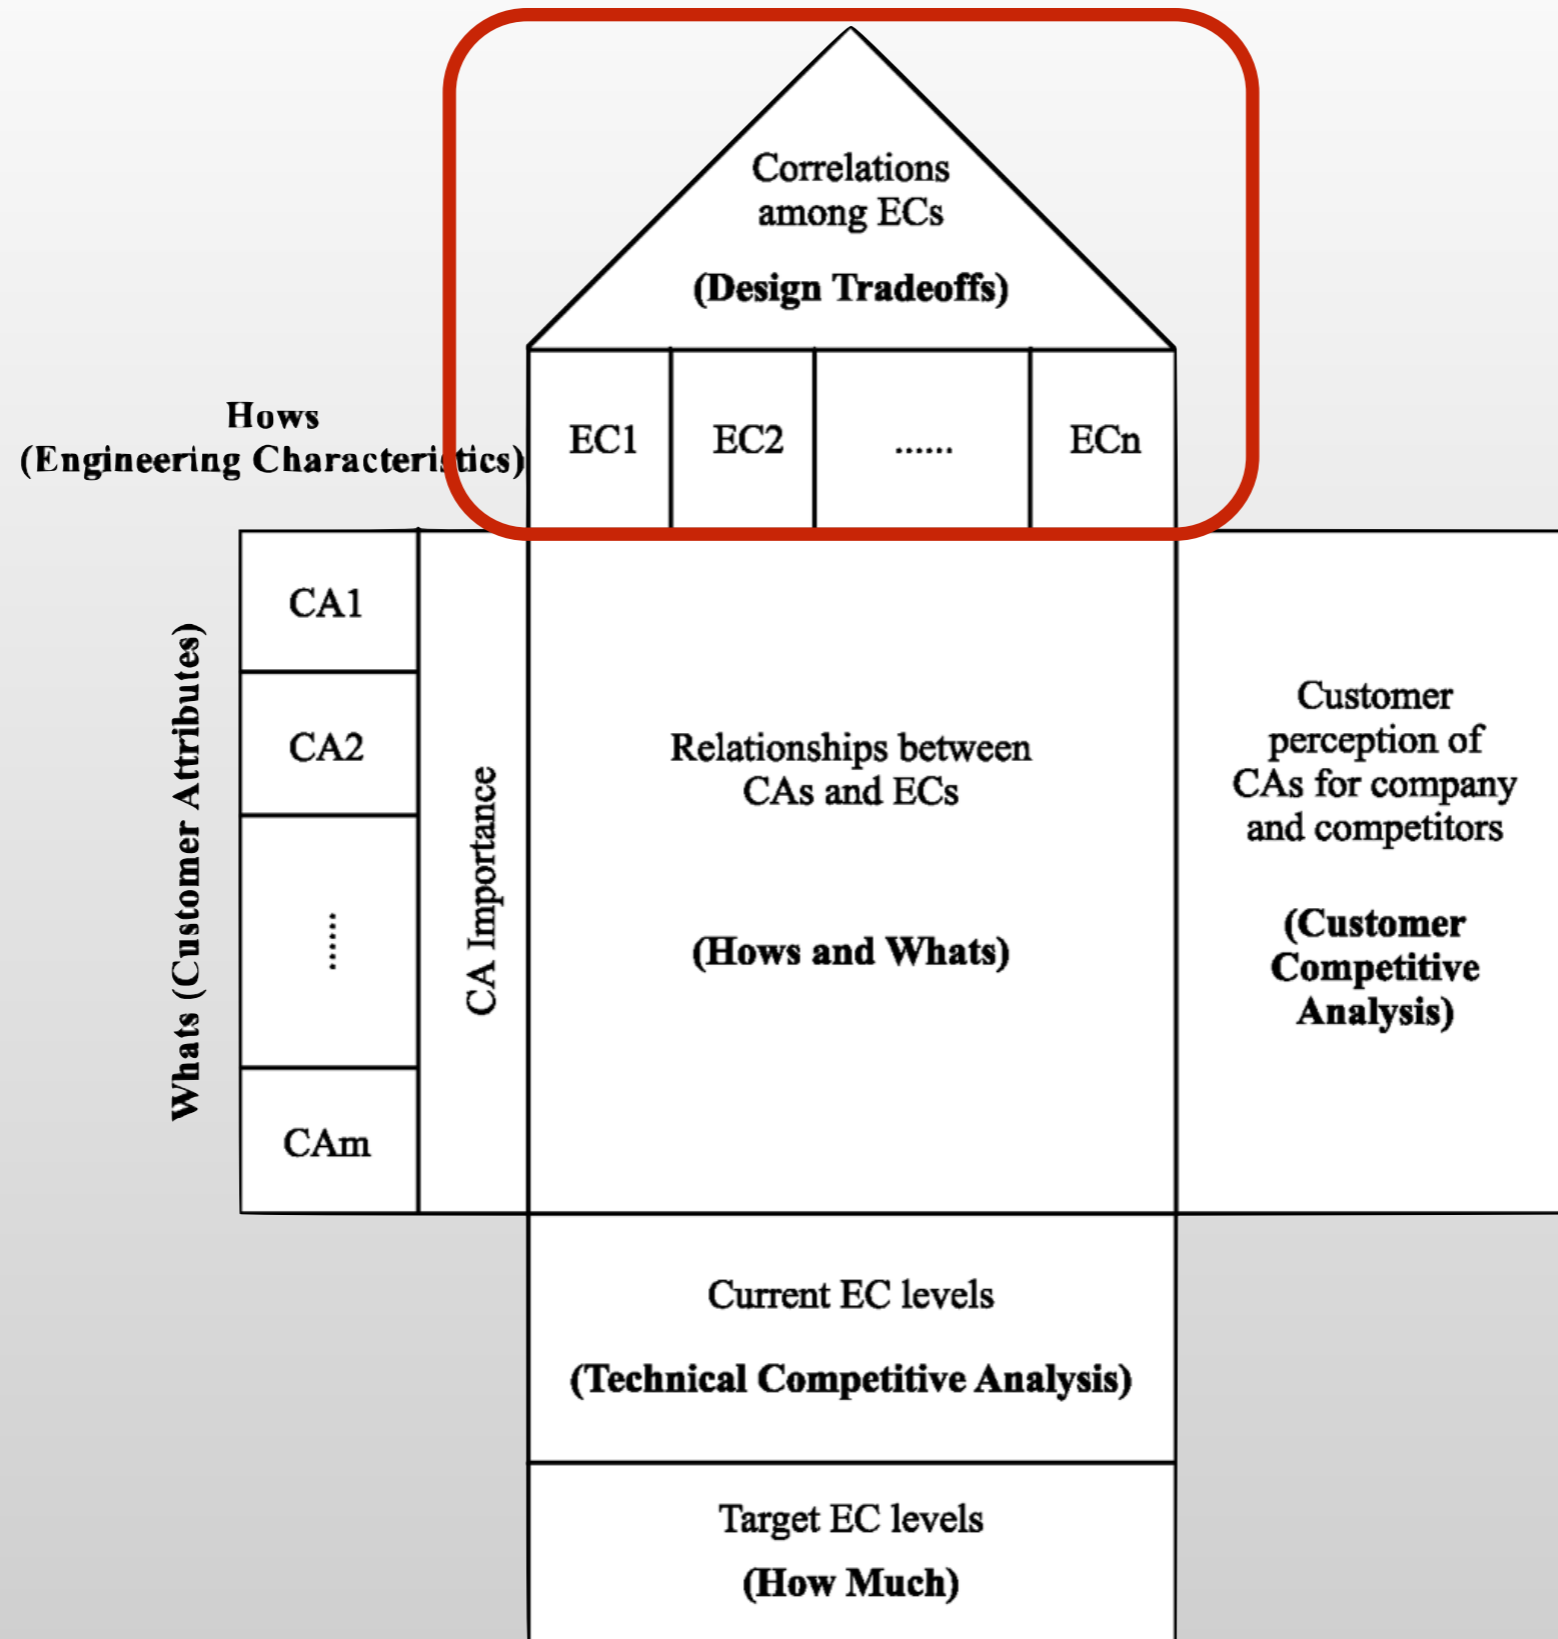 Correlations
among ECs
(Design Tradeoffs)
Hows
(Engineering Characteristics)
EC1
EC2
......
ECn
Whats (Customer Attributes)
CA1
CA2
......
CAm
CA Importance
Relationships between
CAs and ECs
(Hows and Whats)
Customer
perception of
CAs for company
and competitors
(Customer
Competitive
Analysis)
Current EC levels
(Technical Competitive Analysis)
Target EC levels
(How Much)